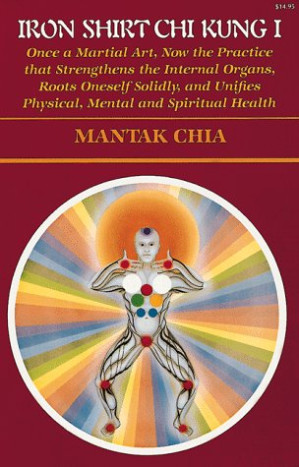 $14.95
IRON SHIRT CHI KUNG I
Once a Martial Art, Now the Practice
that Strengthens the Internal Organs,
Roots Oneself Solidly, and Unifies
Physical, Mental and Spiritual Health
MANTAK CHIA